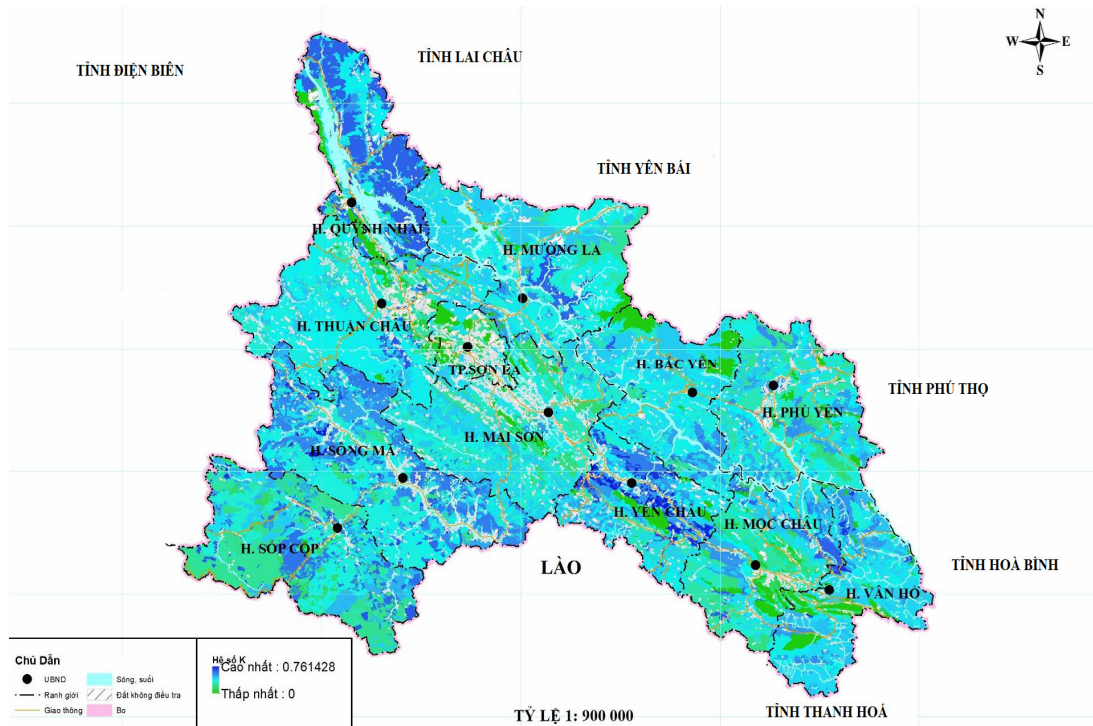 N
W E
S
TỈNH LAI CHÂU
TỈNH ĐIỆN BIÊN
TỈNH YÊN BÁI
H. QUỲNH NHAI
H. MƯỜNG LA
H. THUẬN CHÂU
TP.SƠN LA
H. BẮC YÊN
TỈNH PHÚ THỌ
H. PHÙ YÊN
H. MAI SƠN
H. SÔNG MÃ
H. YÊN CHÂU
H. MỘC CHÂU
H. SỐP CỘP
LÀO
TỈNH HOÀ BÌNH
H. VÂN HỒ
Chú Dẫn
UBND
Sông, suối
Ranh giới
Đất không điều tra
Giao thông
Bo
Hệ số K
Cao nhất : 0.761428
Thấp nhất : 0
TỶ LỆ 1: 900 000
TỈNH THANH HOÁ